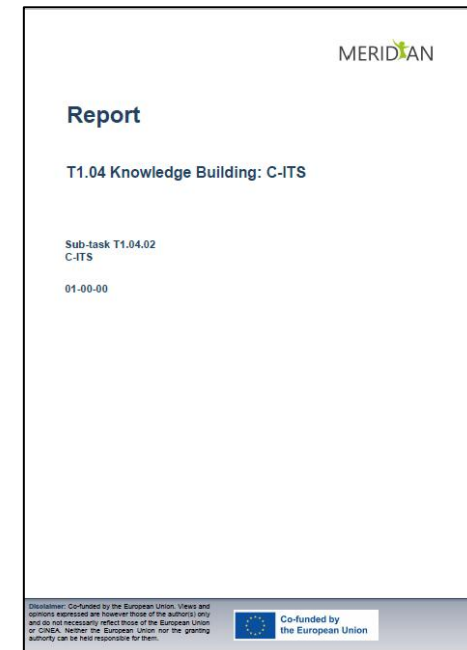 MERIDIAN
Report
T1.04 Knowledge Building: C-ITS
Sub-task T1.04.02
C-ITS
01-00-00
Disclaimer: Co-funded by the European Union. Views and
opinions expressed are however those of the author(s) only
and do not necessarily reflect those of the European Union
or CINEA. Neither the European Union nor the granting
authority can be held responsible for them.
Co-funded by
the European Union